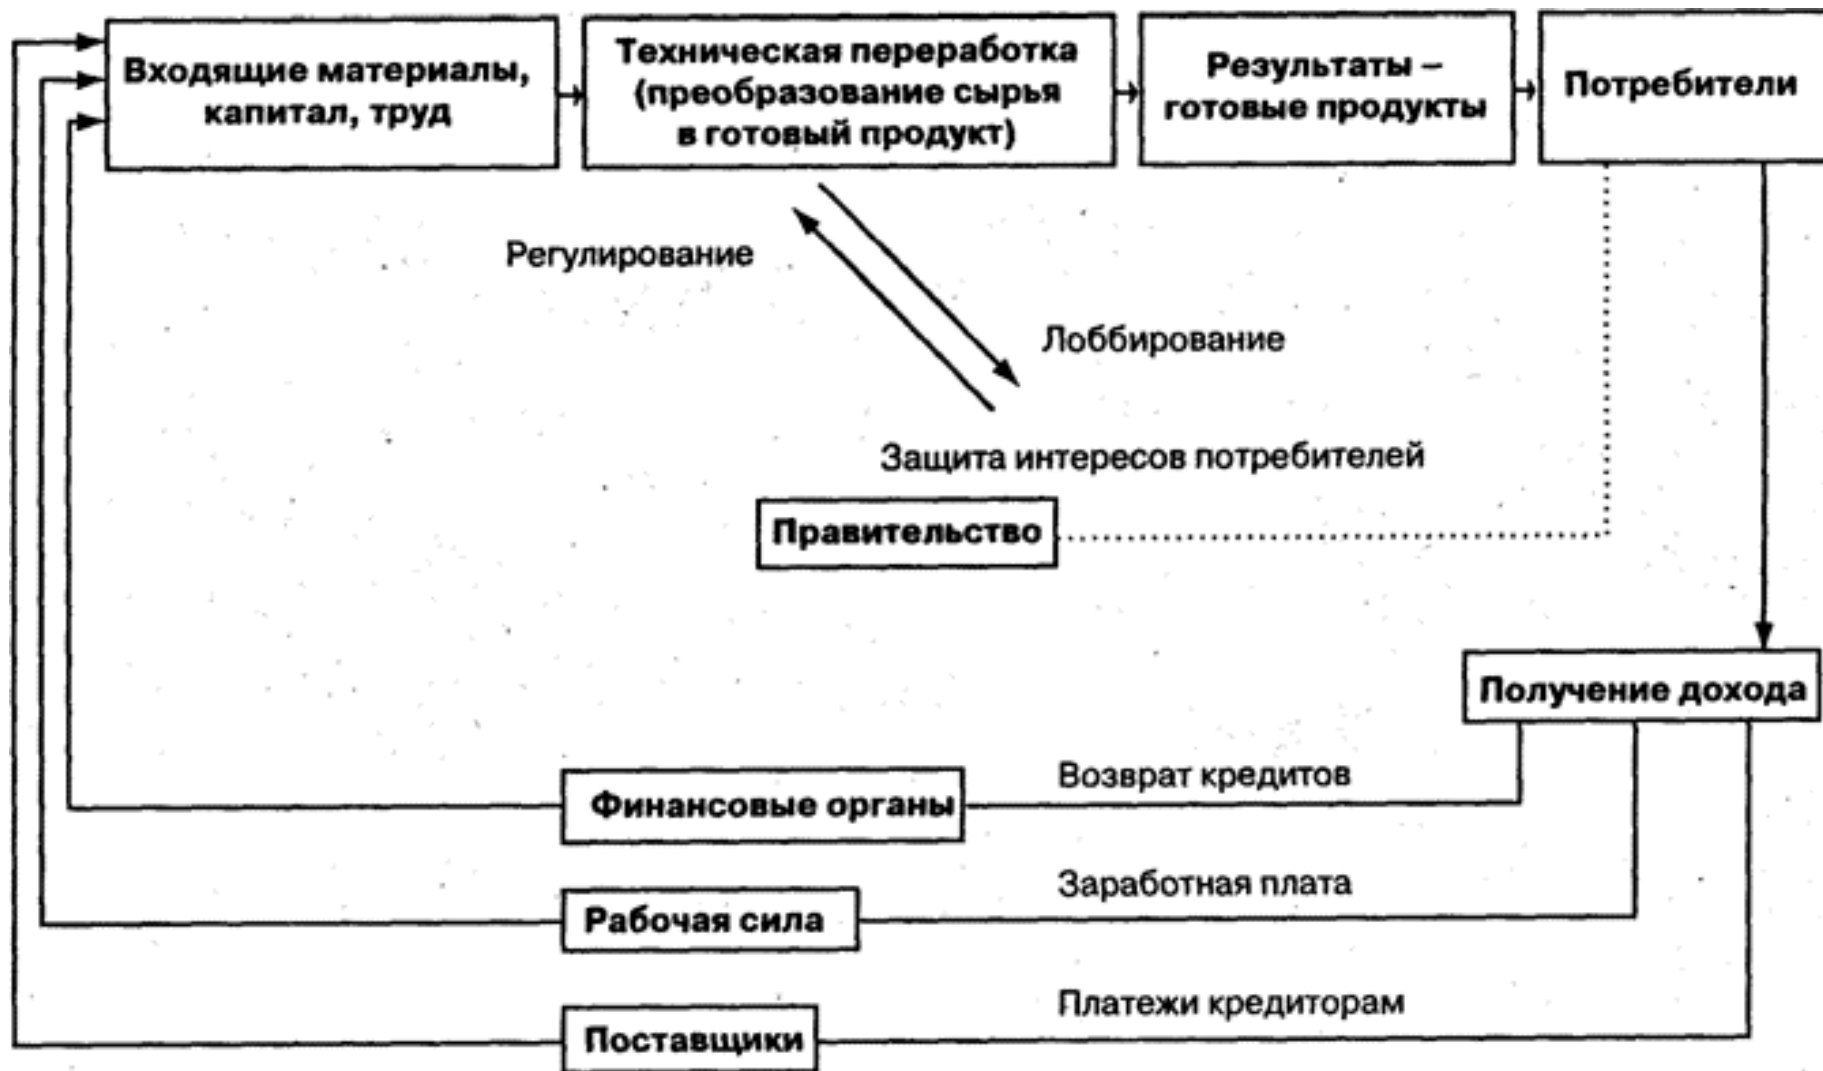 Входящие материалы,
капитал, труд
Техническая переработка
(преобразование сырья
в готовый продукт)
Результаты –
готовые продукты
Потребители
Регулирование
Лоббирование
Защита интересов потребителей
Правительство
Получение дохода
Возврат кредитов
Финансовые органы
Заработная плата
Рабочая сила
Платежи кредиторам
Поставщики